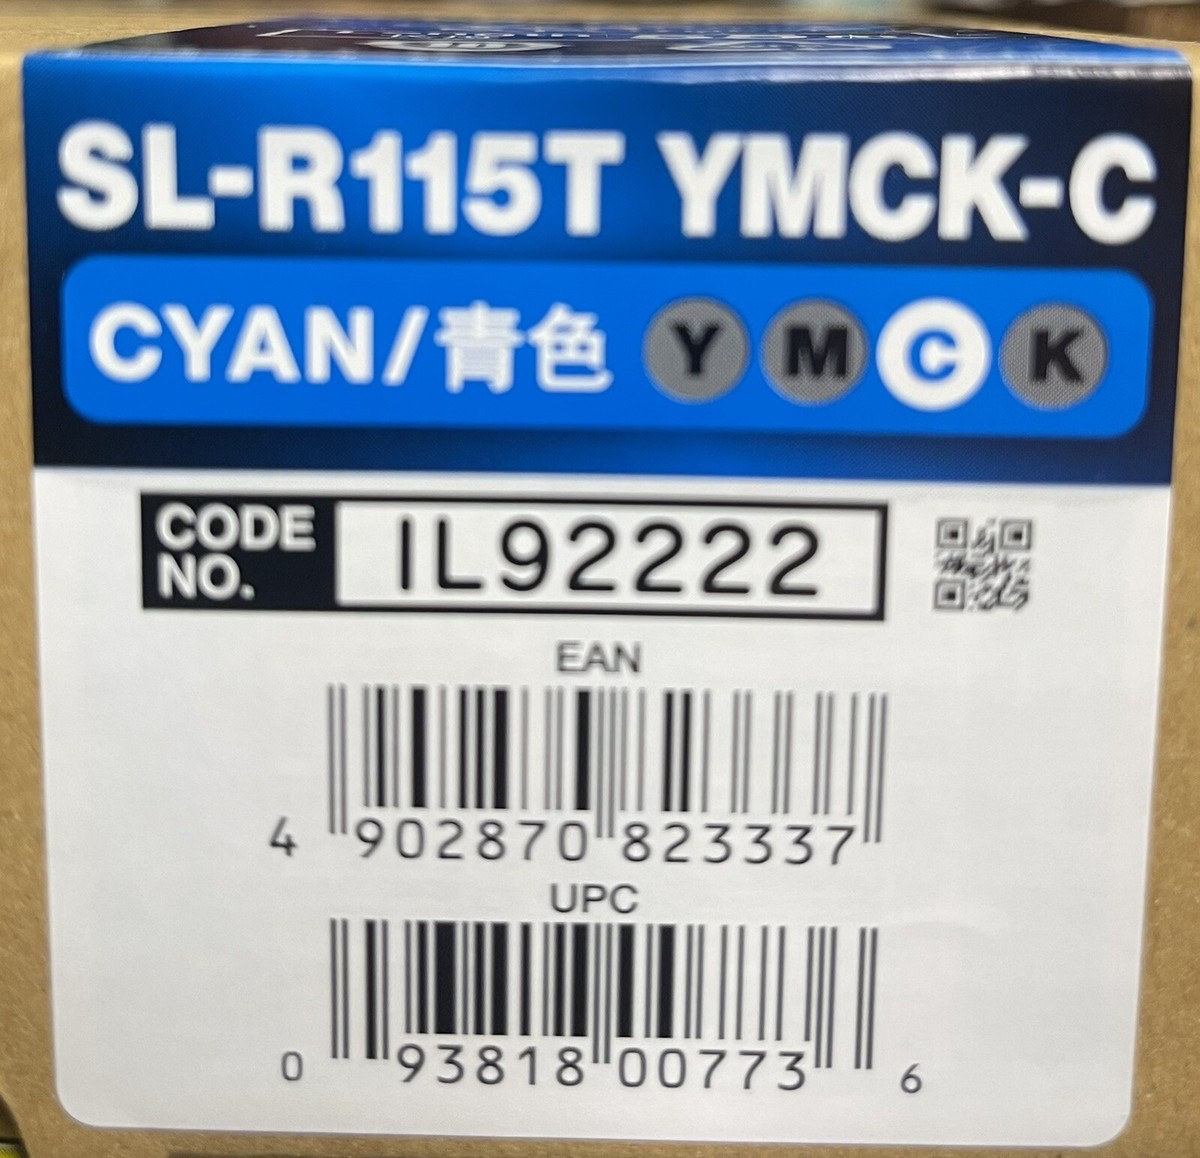 SL-R115T YMCK-C
CYAN/青色 Y M C K
CODE NO. IL92222
EAN
4 902870 823337
UPC
0 93818 00773 6